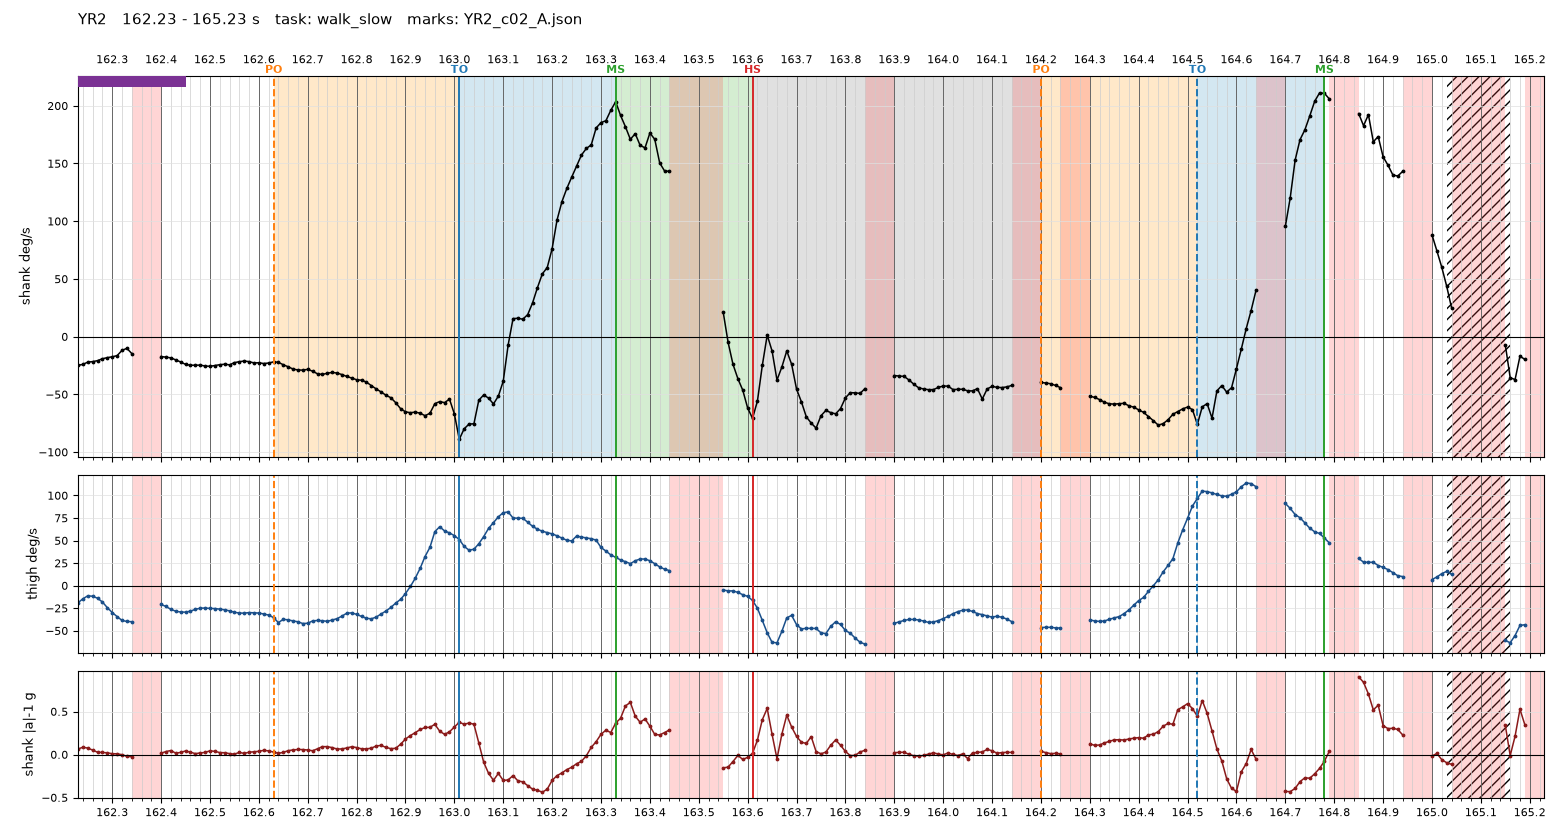 YR2   162.23 - 165.23 s   task: walk_slow   marks: YR2_c02_A.json
162.3 162.4 162.5 162.6 162.7 162.8 162.9 163.0 163.1 163.2 163.3 163.4 163.5 163.6 163.7 163.8 163.9 164.0 164.1 164.2 164.3 164.4 164.5 164.6 164.7 164.8 164.9 165.0 165.1 165.2
PO TO MS HS PO TO MS
200
150
100
50
0
−50
−100
shank deg/s
100
75
50
25
0
−25
−50
thigh deg/s
0.5
0.0
−0.5
shank |a|-1 g
162.3 162.4 162.5 162.6 162.7 162.8 162.9 163.0 163.1 163.2 163.3 163.4 163.5 163.6 163.7 163.8 163.9 164.0 164.1 164.2 164.3 164.4 164.5 164.6 164.7 164.8 164.9 165.0 165.1 165.2